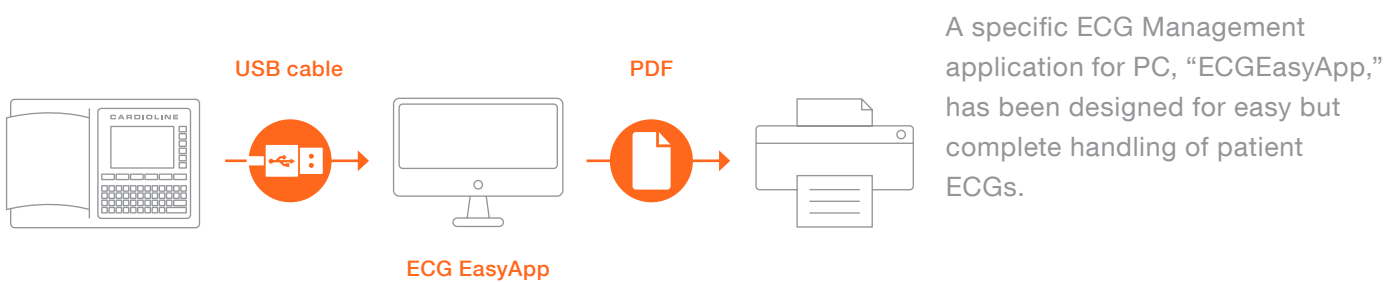 USB cable
PDF
CARDIOLINE
ECG EasyApp
A specific ECG Management
application for PC, “ECGEasyApp,”
has been designed for easy but
complete handling of patient
ECGs.